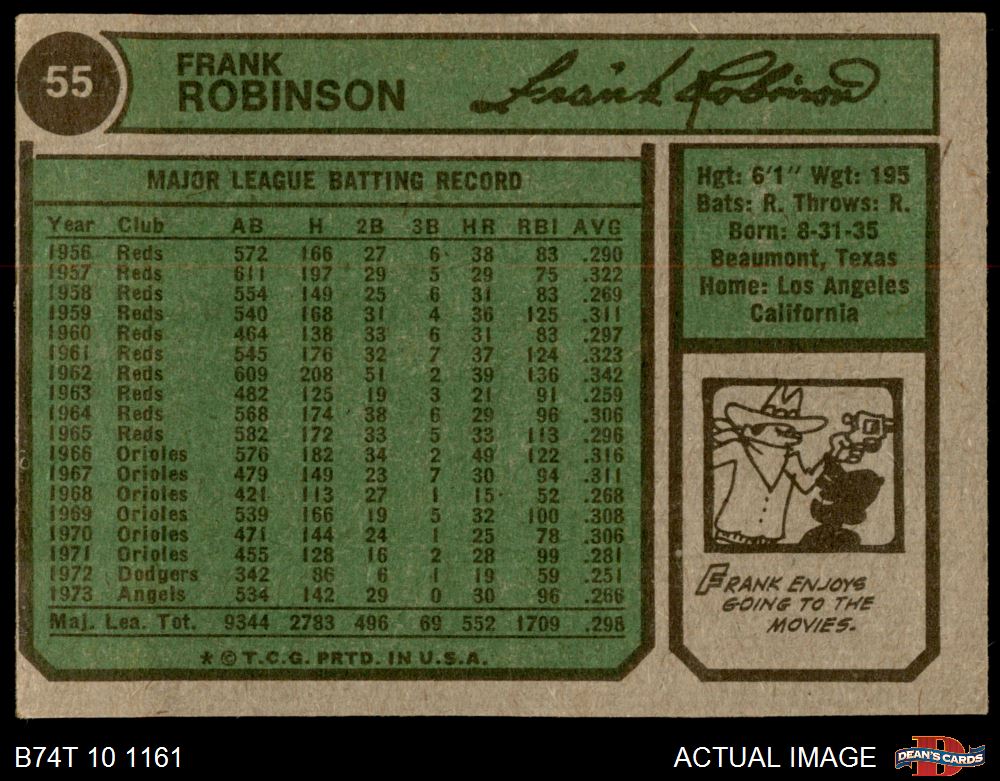 55
FRANK
ROBINSON
Frank Robinson
MAJOR LEAGUE BATTING RECORD
Year Club AB H 2B 3B HR RBI AVG
1956 Reds 572 166 27 6 38 83 .290
1957 Reds 611 197 29 5 29 75 .322
1958 Reds 554 149 25 6 31 83 .269
1959 Reds 540 168 31 4 36 125 .311
1960 Reds 464 138 33 6 31 83 .297
1961 Reds 545 176 32 7 37 124 .323
1962 Reds 609 208 51 2 39 136 .342
1963 Reds 482 125 19 3 21 91 .259
1964 Reds 568 174 38 6 29 96 .306
1965 Reds 582 172 33 5 33 113 .296
1966 Orioles 576 182 34 2 49 122 .316
1967 Orioles 479 149 23 7 30 94 .311
1968 Orioles 421 113 27 1 15 52 .268
1969 Orioles 539 166 19 5 32 100 .308
1970 Orioles 471 144 24 1 25 78 .306
1971 Orioles 455 128 16 2 28 99 .281
1972 Dodgers 342 86 6 1 19 59 .251
1973 Angels 534 142 29 0 30 96 .266
Maj. Lea. Tot. 9344 2783 496 69 552 1709 .298
* © T.C.G. PRTD. IN U.S.A.
Hgt: 6'1" Wgt: 195
Bats: R. Throws: R.
Born: 8-31-35
Beaumont, Texas
Home: Los Angeles
California
FRANK ENJOYS
GOING TO THE
MOVIES.
B74T 10 1161
ACTUAL IMAGE
D
DEAN'S CARDS